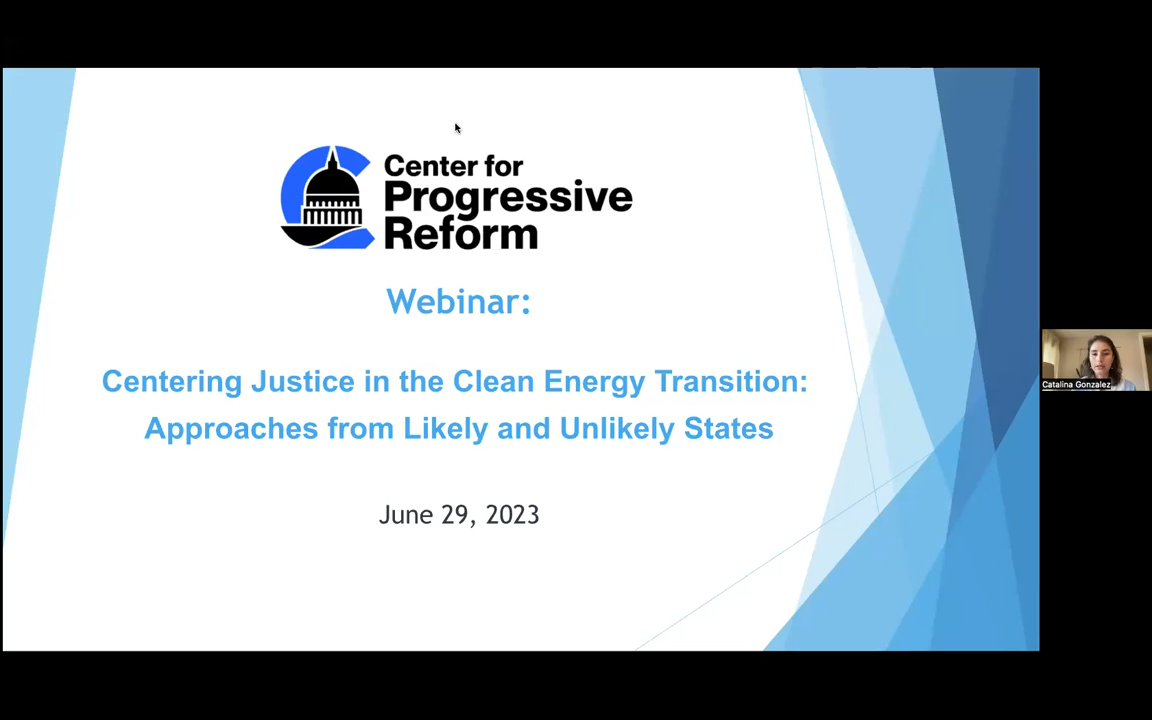 Center for
Progressive
Reform
Webinar:
Centering Justice in the Clean Energy Transition:
Approaches from Likely and Unlikely States
June 29, 2023
Catalina Gonzalez